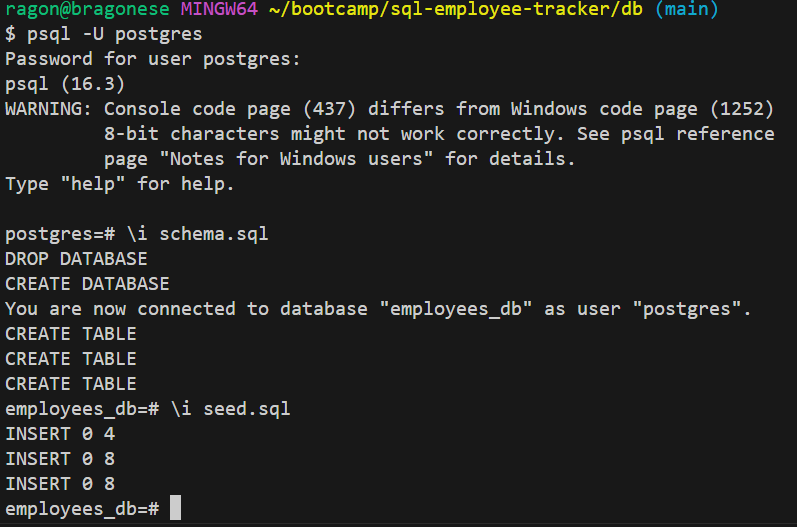 ragon@bragonese MINGW64 ~/bootcamp/sql-employee-tracker/db (main)
$ psql -U postgres
Password for user postgres:
psql (16.3)
WARNING: Console code page (437) differs from Windows code page (1252)
         8-bit characters might not work correctly. See psql reference
         page "Notes for Windows users" for details.
Type "help" for help.

postgres=# \i schema.sql
DROP DATABASE
CREATE DATABASE
You are now connected to database "employees_db" as user "postgres".
CREATE TABLE
CREATE TABLE
CREATE TABLE
employees_db=# \i seed.sql
INSERT 0 4
INSERT 0 8
INSERT 0 8
employees_db=#